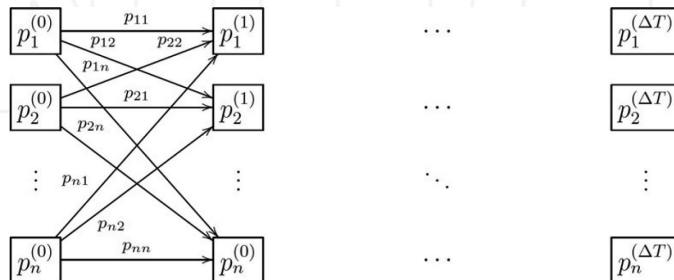 p_{11}
p_1^{(0)} p_1^{(1)} ... p_1^{(ΔT)}
p_{12} p_{22}
p_{1n}
p_{21}
p_2^{(0)} p_2^{(1)} ... p_2^{(ΔT)}
p_{2n}
⋮ p_{n1} ⋮ ⋱ ⋮
p_{n2}
p_{nn}
p_n^{(0)} p_n^{(0)} ... p_n^{(ΔT)}